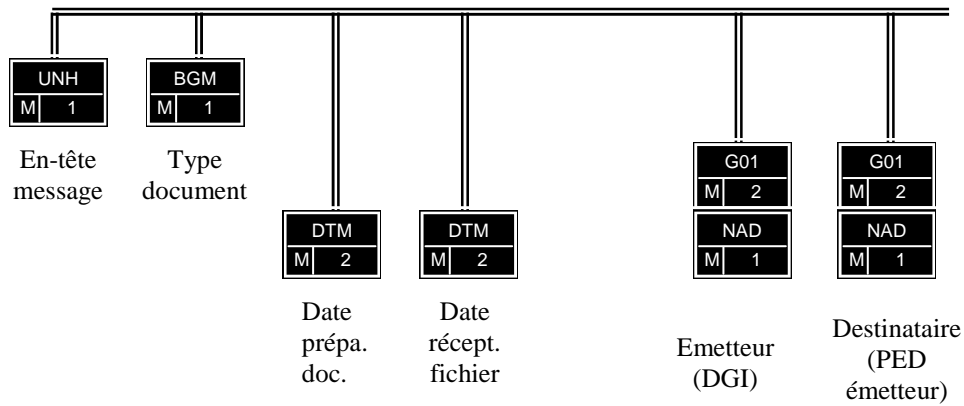 UNH
M 1
En-tête
message
BGM
M 1
Type
document
DTM
M 2
Date
prépa.
doc.
DTM
M 2
Date
récept.
fichier
G01
M 2
NAD
M 1
Emetteur
(DGI)
G01
M 2
NAD
M 1
Destinataire
(PED
émetteur)